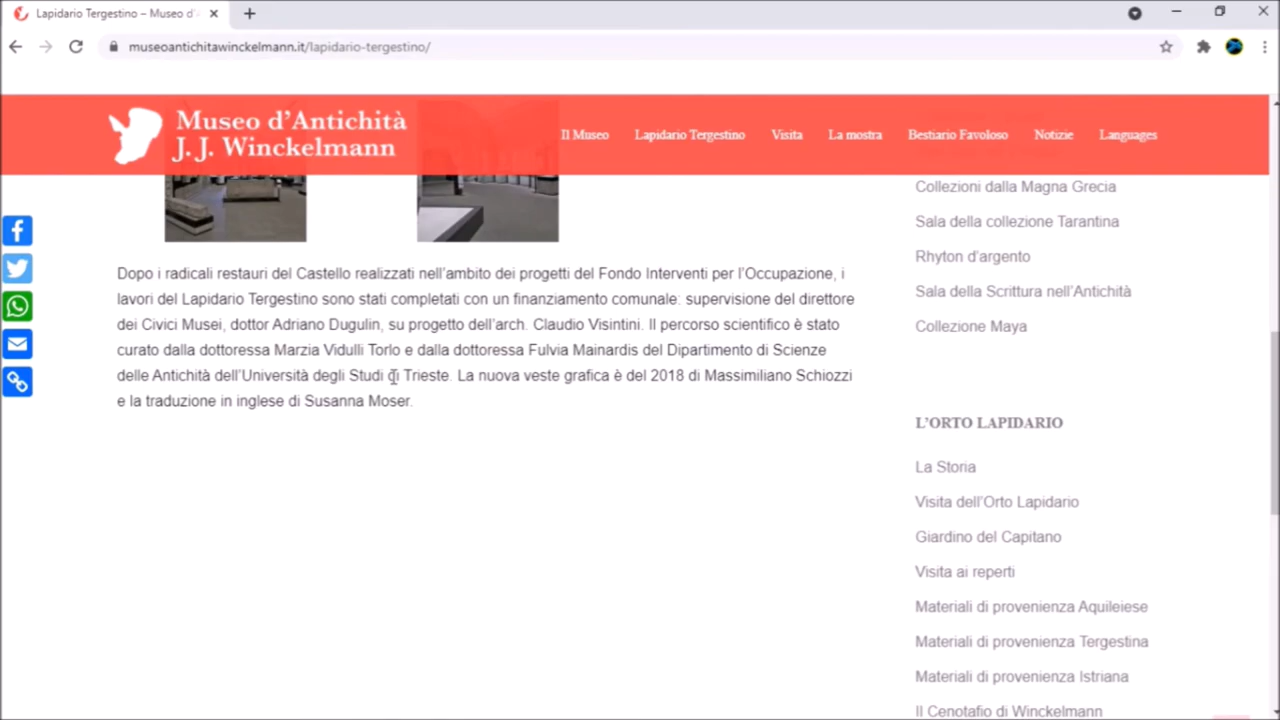 Lapidario Tergestino – Museo d'A
museoantichitawinckelmann.it/lapidario-tergestino/
Museo d'Antichità
J. J. Winckelmann
Il Museo
Lapidario Tergestino
Visita
La mostra
Bestiario Favoloso
Notizie
Languages
Dopo i radicali restauri del Castello realizzati nell'ambito dei progetti del Fondo Interventi per l'Occupazione, i
lavori del Lapidario Tergestino sono stati completati con un finanziamento comunale: supervisione del direttore
dei Civici Musei, dottor Adriano Dugulin, su progetto dell'arch. Claudio Visintini. Il percorso scientifico è stato
curato dalla dottoressa Marzia Vidulli Torlo e dalla dottoressa Fulvia Mainardis del Dipartimento di Scienze
delle Antichità dell'Università degli Studi di Trieste. La nuova veste grafica è del 2018 di Massimiliano Schiozzi
e la traduzione in inglese di Susanna Moser.
Collezioni dalla Magna Grecia
Sala della collezione Tarantina
Rhyton d'argento
Sala della Scrittura nell'Antichità
Collezione Maya
L'ORTO LAPIDARIO
La Storia
Visita dell'Orto Lapidario
Giardino del Capitano
Visita ai reperti
Materiali di provenienza Aquileiese
Materiali di provenienza Tergestina
Materiali di provenienza Istriana
Il Cenotafio di Winckelmann